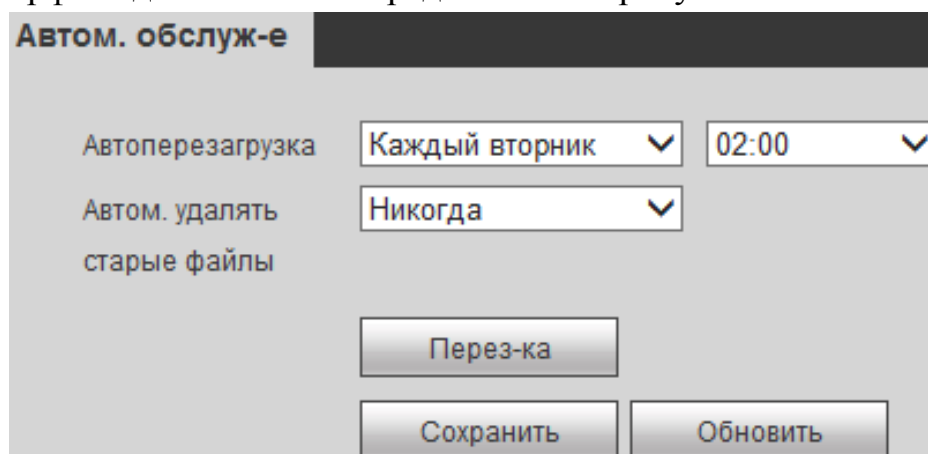 Автом. обслуж-е
Автоперезагрузка Каждый вторник 02:00
Автом. удалять Никогда
старые файлы
Перез-ка
Сохранить Обновить